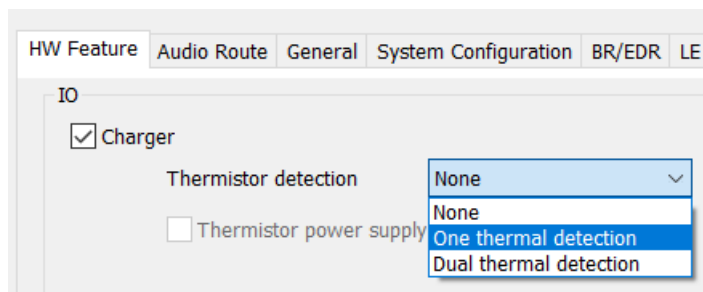 HW Feature Audio Route General System Configuration BR/EDR LE
IO
Charger
Thermistor detection None
None
Thermistor power supply One thermal detection
Dual thermal detection